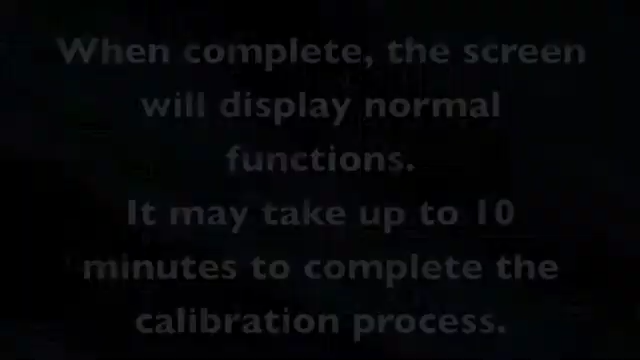 When complete, the screen
will display normal
functions.
It may take up to 10
minutes to complete the
calibration process.